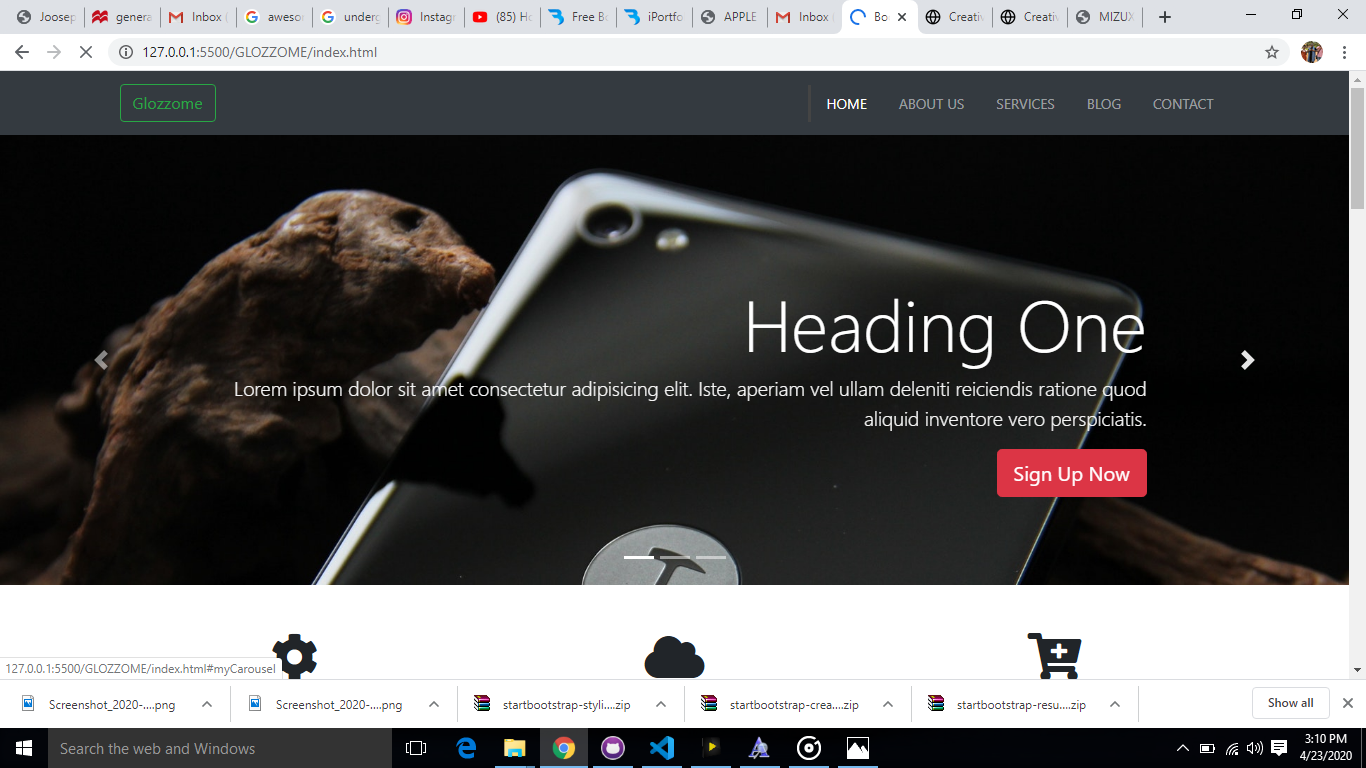 Joosep
genera
Inbox
aweso
underg
Instagr
(85) Ho
Free Bo
iPortfo
APPLE
Inbox
Bo
Creativ
Creativ
MIZUX
127.0.0.1:5500/GLOZZOME/index.html
Glozzome
HOME
ABOUT US
SERVICES
BLOG
CONTACT
Heading One
Lorem ipsum dolor sit amet consectetur adipisicing elit. Iste, aperiam vel ullam deleniti reiciendis ratione quod
aliquid inventore vero perspiciatis.
Sign Up Now
127.0.0.1:5500/GLOZZOME/index.html#myCarousel
Screenshot_2020-....png
Screenshot_2020-....png
startbootstrap-styli....zip
startbootstrap-crea....zip
startbootstrap-resu....zip
Show all
Search the web and Windows
3:10 PM
4/23/2020